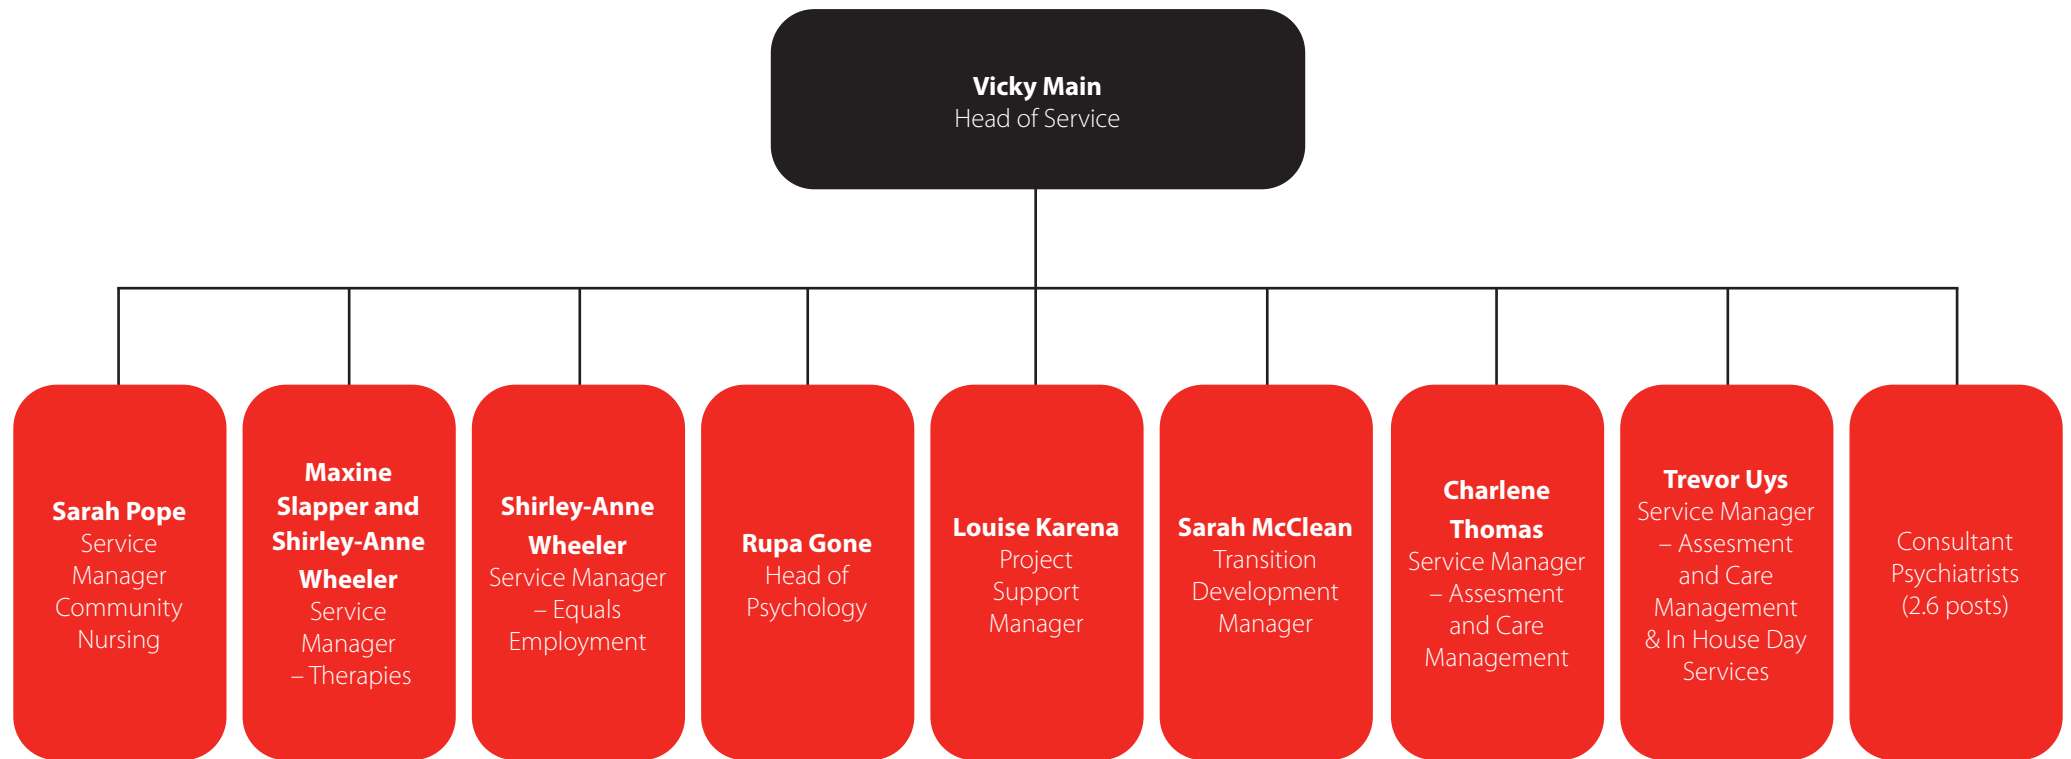 Vicky Main
Head of Service
Sarah Pope
Service
Manager
Community
Nursing
Maxine
Slapper and
Shirley-Anne
Wheeler
Service
Manager
– Therapies
Shirley-Anne
Wheeler
Service Manager
– Equals
Employment
Rupa Gone
Head of
Psychology
Louise Karena
Project
Support
Manager
Sarah McClean
Transition
Development
Manager
Charlene
Thomas
Service Manager
– Assesment
and Care
Management
Trevor Uys
Service Manager
– Assesment
and Care
Management
& In House Day
Services
Consultant
Psychiatrists
(2.6 posts)